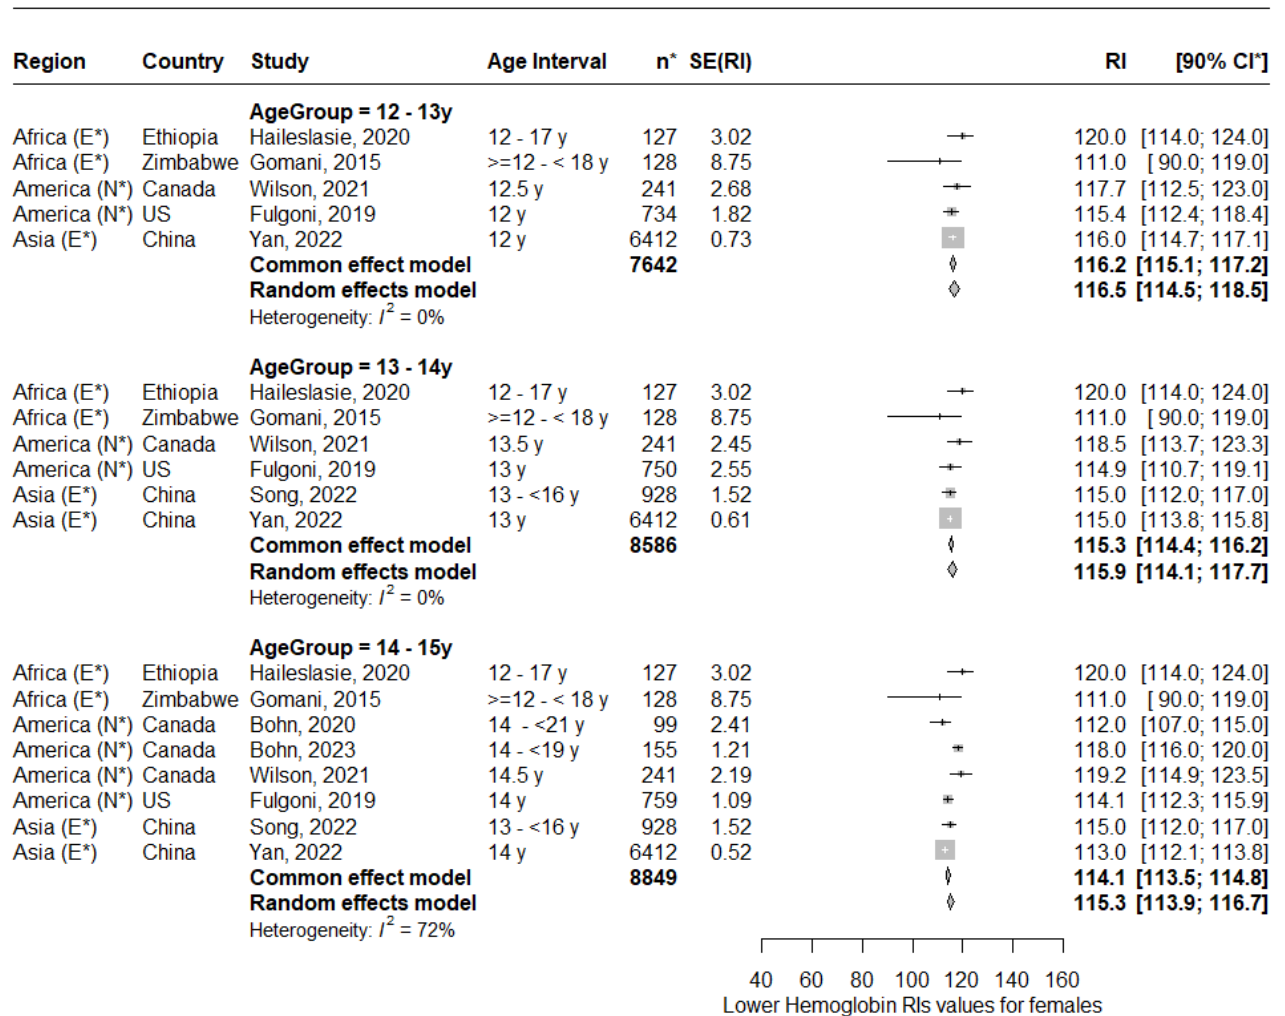 Region Country Study Age Interval n* SE(RI) RI [90% CI*]
AgeGroup = 12 - 13y
Africa (E*) Ethiopia Haileslasie, 2020 12 - 17 y 127 3.02 120.0 [114.0; 124.0]
Africa (E*) Zimbabwe Gomani, 2015 >=12 - < 18 y 128 8.75 111.0 [ 90.0; 119.0]
America (N*) Canada Wilson, 2021 12.5 y 241 2.68 117.7 [112.5; 123.0]
America (N*) US Fulgoni, 2019 12 y 734 1.82 115.4 [112.4; 118.4]
Asia (E*) China Yan, 2022 12 y 6412 0.73 116.0 [114.7; 117.1]
Common effect model 7642 116.2 [115.1; 117.2]
Random effects model 116.5 [114.5; 118.5]
Heterogeneity: I² = 0%
AgeGroup = 13 - 14y
Africa (E*) Ethiopia Haileslasie, 2020 12 - 17 y 127 3.02 120.0 [114.0; 124.0]
Africa (E*) Zimbabwe Gomani, 2015 >=12 - < 18 y 128 8.75 111.0 [ 90.0; 119.0]
America (N*) Canada Wilson, 2021 13.5 y 241 2.45 118.5 [113.7; 123.3]
America (N*) US Fulgoni, 2019 13 y 750 2.55 114.9 [110.7; 119.1]
Asia (E*) China Song, 2022 13 - <16 y 928 1.52 115.0 [112.0; 117.0]
Asia (E*) China Yan, 2022 13 y 6412 0.61 115.0 [113.8; 115.8]
Common effect model 8586 115.3 [114.4; 116.2]
Random effects model 115.9 [114.1; 117.7]
Heterogeneity: I² = 0%
AgeGroup = 14 - 15y
Africa (E*) Ethiopia Haileslasie, 2020 12 - 17 y 127 3.02 120.0 [114.0; 124.0]
Africa (E*) Zimbabwe Gomani, 2015 >=12 - < 18 y 128 8.75 111.0 [ 90.0; 119.0]
America (N*) Canada Bohn, 2020 14 - <21 y 99 2.41 112.0 [107.0; 115.0]
America (N*) Canada Bohn, 2023 14 - <19 y 155 1.21 118.0 [116.0; 120.0]
America (N*) Canada Wilson, 2021 14.5 y 241 2.19 119.2 [114.9; 123.5]
America (N*) US Fulgoni, 2019 14 y 759 1.09 114.1 [112.3; 115.9]
Asia (E*) China Song, 2022 13 - <16 y 928 1.52 115.0 [112.0; 117.0]
Asia (E*) China Yan, 2022 14 y 6412 0.52 113.0 [112.1; 113.8]
Common effect model 8849 114.1 [113.5; 114.8]
Random effects model 115.3 [113.9; 116.7]
Heterogeneity: I² = 72%
40 60 80 100 120 140 160
Lower Hemoglobin RIs values for females